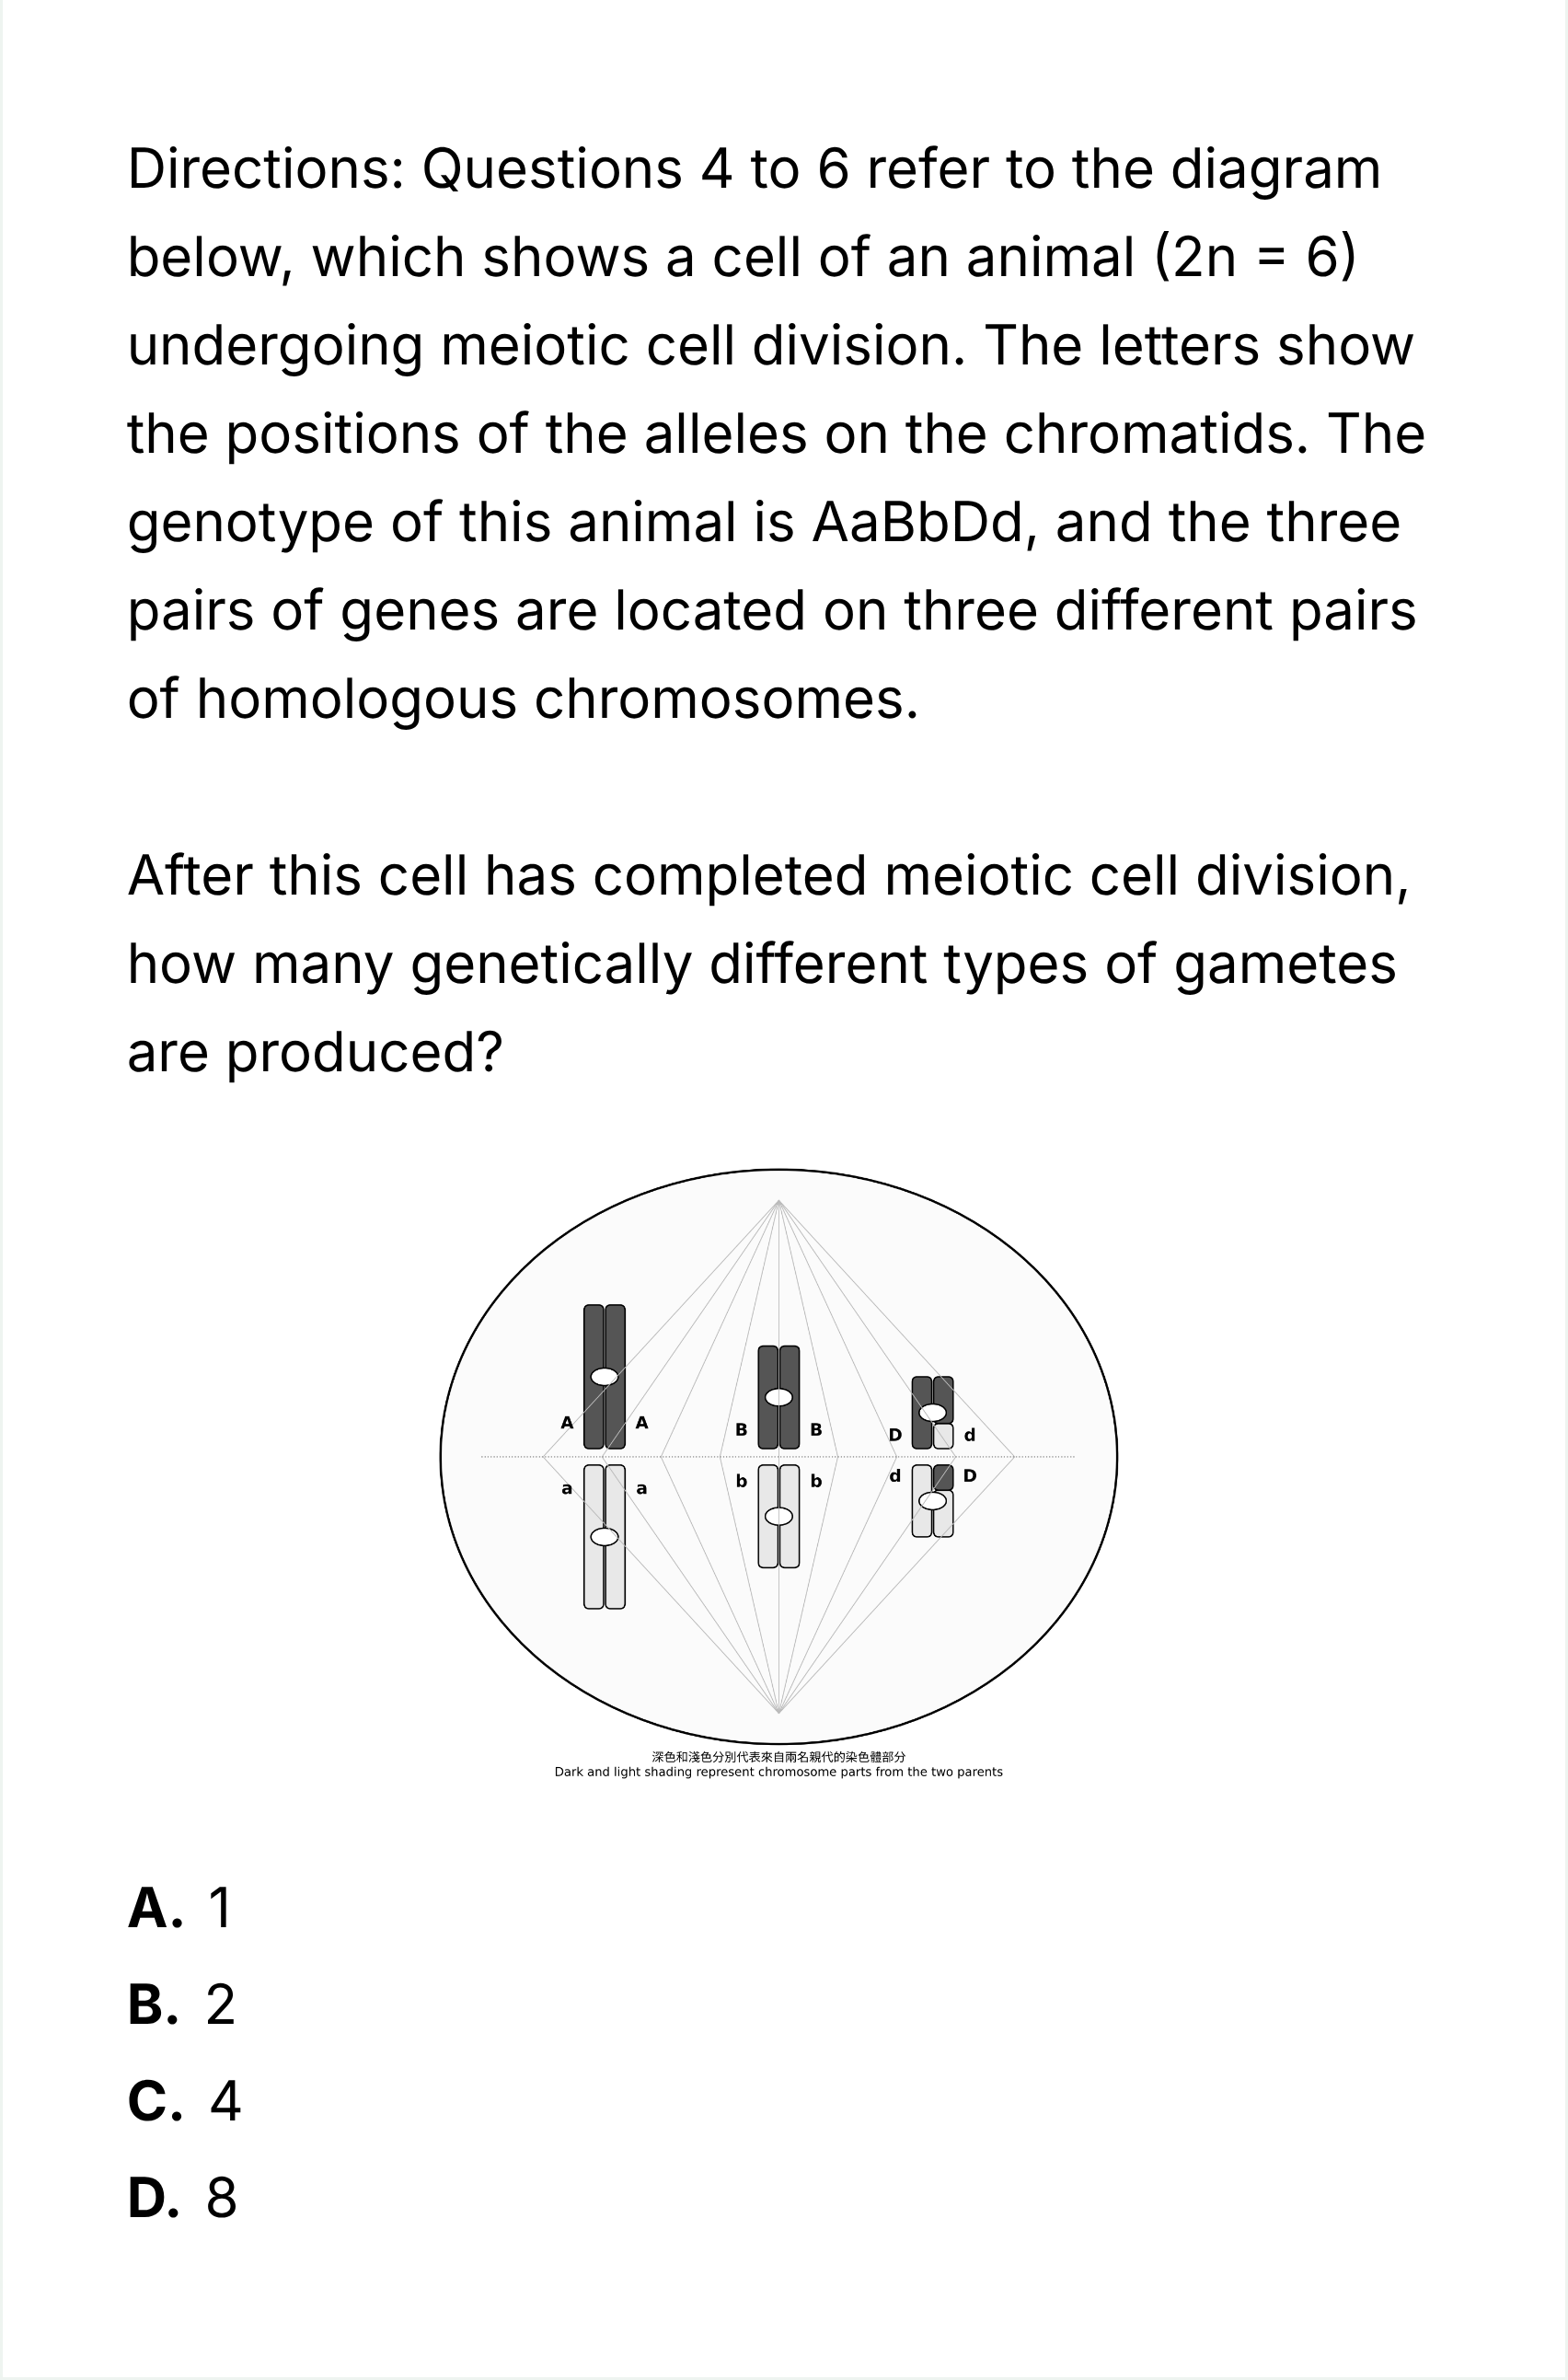 Directions: Questions 4 to 6 refer to the diagram
below, which shows a cell of an animal (2n = 6)
undergoing meiotic cell division. The letters show
the positions of the alleles on the chromatids. The
genotype of this animal is AaBbDd, and the three
pairs of genes are located on three different pairs
of homologous chromosomes.
After this cell has completed meiotic cell division,
how many genetically different types of gametes
are produced?
A A B B D d
a a b b d D
深色和淺色分別代表來自兩名親代的染色體部分
Dark and light shading represent chromosome parts from the two parents
A. 1
B. 2
C. 4
D. 8